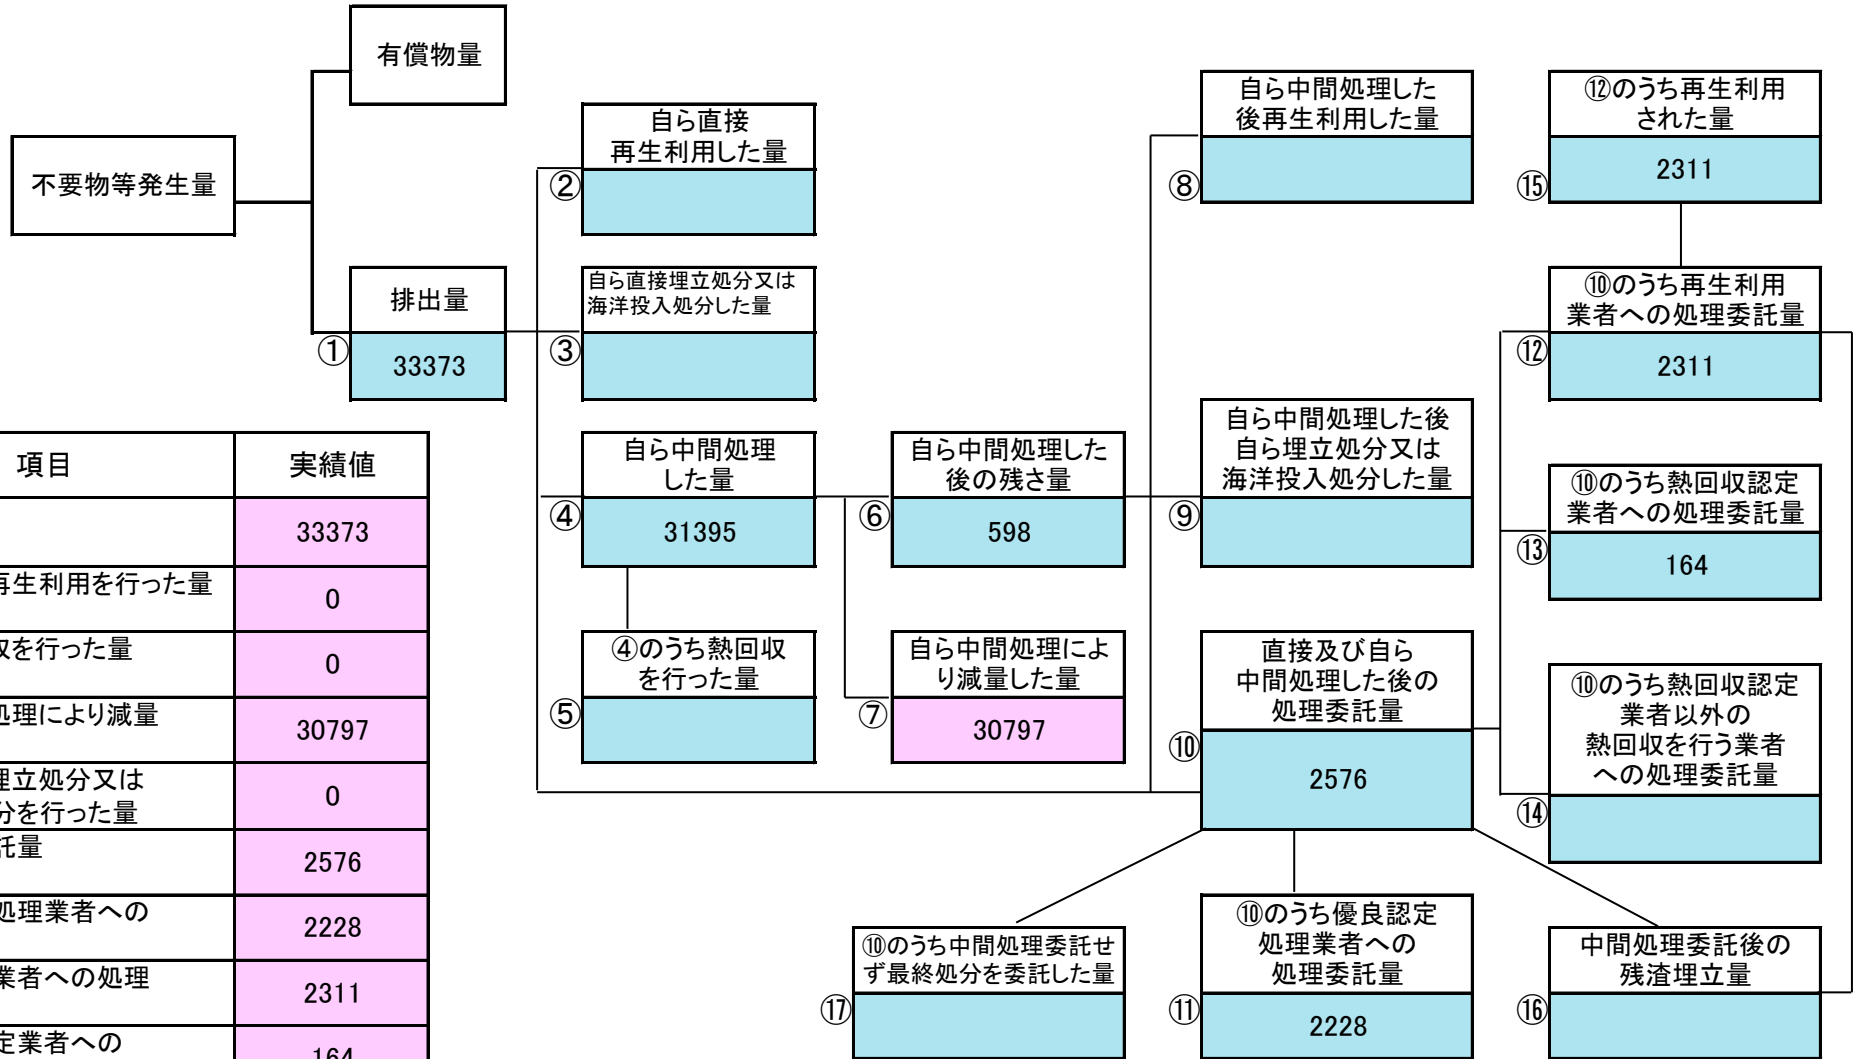 有償物量
不要物等発生量
排出量
①
33373
自ら直接
再生利用した量
②
自ら直接埋立処分又は
海洋投入処分した量
③
自ら中間処理
した量
④
31395
④のうち熱回収
を行った量
⑤
自ら中間処理した
後の残さ量
⑥
598
自ら中間処理によ
り減量した量
⑦
30797
自ら中間処理した
後再生利用した量
⑧
自ら中間処理した後
自ら埋立処分又は
海洋投入処分した量
⑨
直接及び自ら
中間処理した後の
処理委託量
⑩
2576
⑩のうち優良認定
処理業者への
処理委託量
⑪
2228
⑫のうち再生利用
された量
⑮
2311
⑩のうち再生利用
業者への処理委託量
⑫
2311
⑩のうち熱回収認定
業者への処理委託量
⑬
164
⑩のうち熱回収認定
業者以外の
熱回収を行う業者
への処理委託量
⑭
中間処理委託後の
残渣埋立量
⑯
⑩のうち中間処理委託せ
ず最終処分を委託した量
⑰
項目 実績値
33373
再生利用を行った量 0
を行った量 0
処理により減量 30797
埋立処分又は
分を行った量 0
託量 2576
処理業者への 2228
業者への処理 2311
定業者への 164